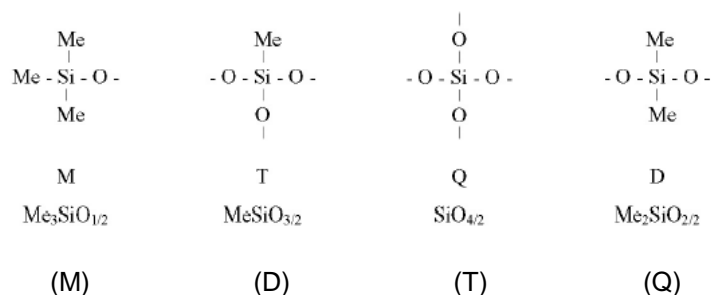 |
Me Me O Me
| | | |
Me - Si - O - - O - Si - O - - O - Si - O - - O - Si - O -
| | | |
Me O O Me
| |
M T Q D
Me₃SiO₁/₂ MeSiO₃/₂ SiO₄/₂ Me₂SiO₂/₂
(M) (D) (T) (Q)